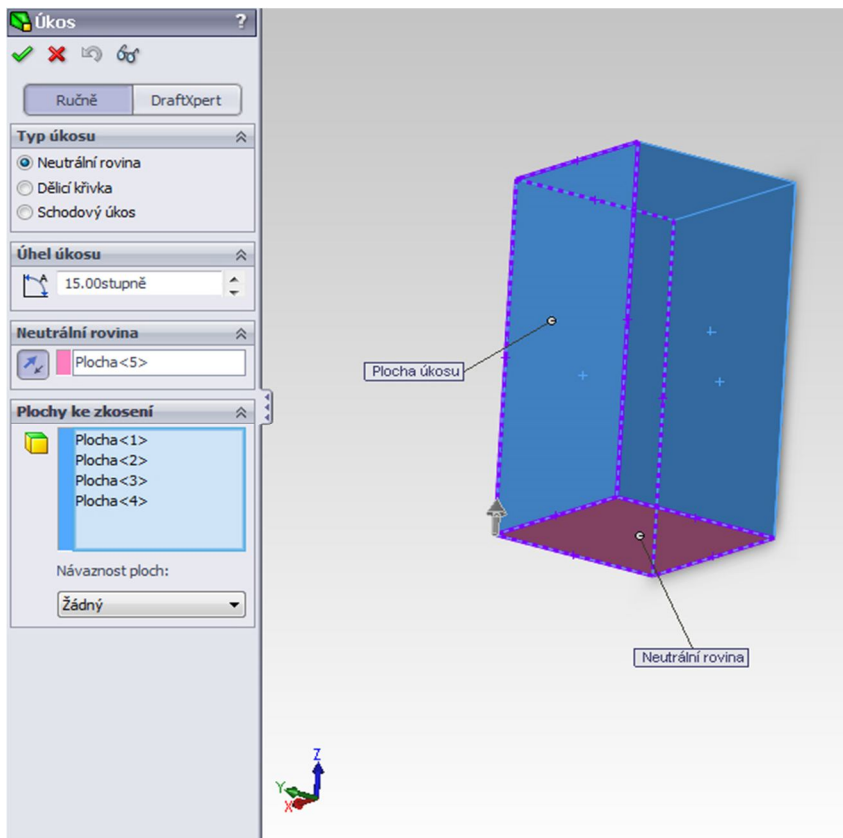 Úkos ?
Ručně DraftXpert
Typ úkosu
Neutrální rovina
Dělicí křivka
Schodový úkos
Úhel úkosu
A
15.00stupně
Neutrální rovina
Plocha<5>
Plochy ke zkosení
Plocha<1>
Plocha<2>
Plocha<3>
Plocha<4>
Návaznost ploch:
Žádný
Plocha úkosu
Neutrální rovina
Z
Y
X